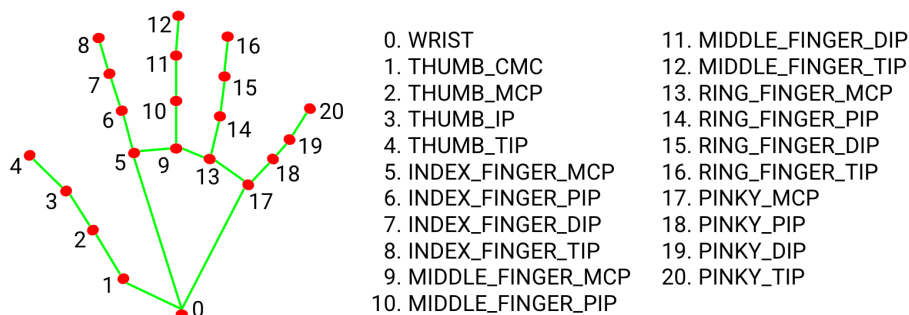 12
8
16
11
7
15
20
10
6
14
19
4
5
9
13
18
3
17
2
1
0
0. WRIST
1. THUMB_CMC
2. THUMB_MCP
3. THUMB_IP
4. THUMB_TIP
5. INDEX_FINGER_MCP
6. INDEX_FINGER_PIP
7. INDEX_FINGER_DIP
8. INDEX_FINGER_TIP
9. MIDDLE_FINGER_MCP
10. MIDDLE_FINGER_PIP
11. MIDDLE_FINGER_DIP
12. MIDDLE_FINGER_TIP
13. RING_FINGER_MCP
14. RING_FINGER_PIP
15. RING_FINGER_DIP
16. RING_FINGER_TIP
17. PINKY_MCP
18. PINKY_PIP
19. PINKY_DIP
20. PINKY_TIP